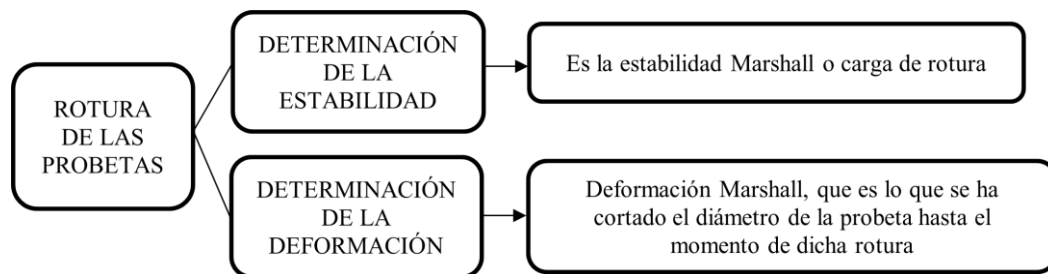 ROTURA
DE LAS
PROBETAS
DETERMINACIÓN
DE LA
ESTABILIDAD
Es la estabilidad Marshall o carga de rotura
DETERMINACIÓN
DE LA
DEFORMACIÓN
Deformación Marshall, que es lo que se ha
cortado el diámetro de la probeta hasta el
momento de dicha rotura